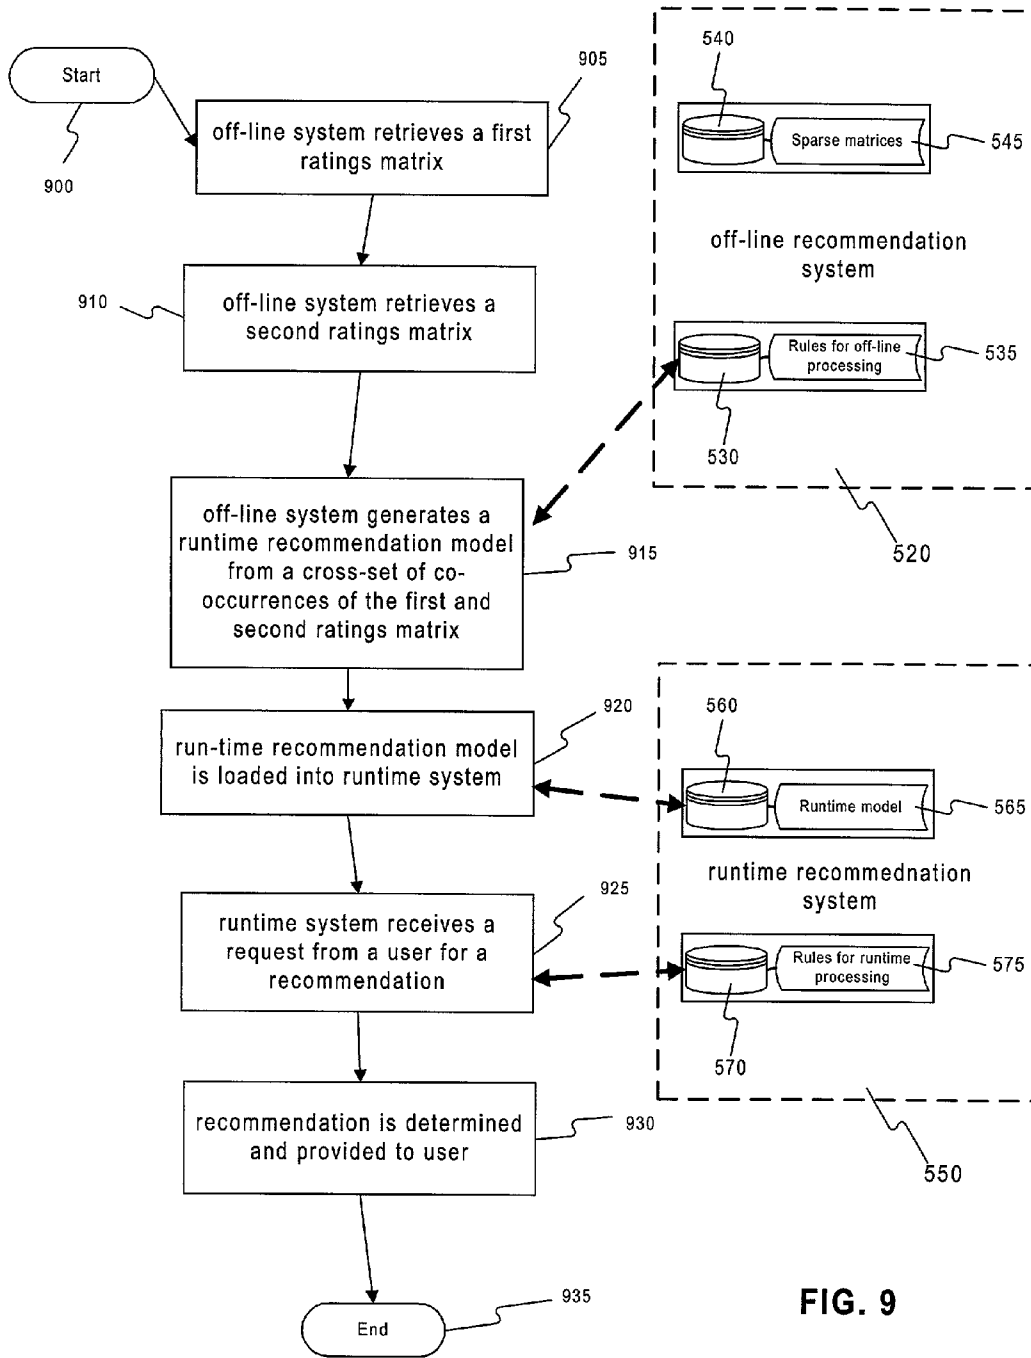 Start
900
905
off-line system retrieves a first
ratings matrix
910
off-line system retrieves a
second ratings matrix
off-line system generates a
runtime recommendation model
from a cross-set of co-
occurrences of the first and
second ratings matrix
915
run-time recommendation model
is loaded into runtime system
920
runtime system receives a
request from a user for a
recommendation
925
recommendation is determined
and provided to user
930
End
935
540
Sparse matrices
545
off-line recommendation
system
Rules for off-line
processing
535
530
520
560
Runtime model
565
runtime recommednation
system
Rules for runtime
processing
575
570
550
FIG. 9